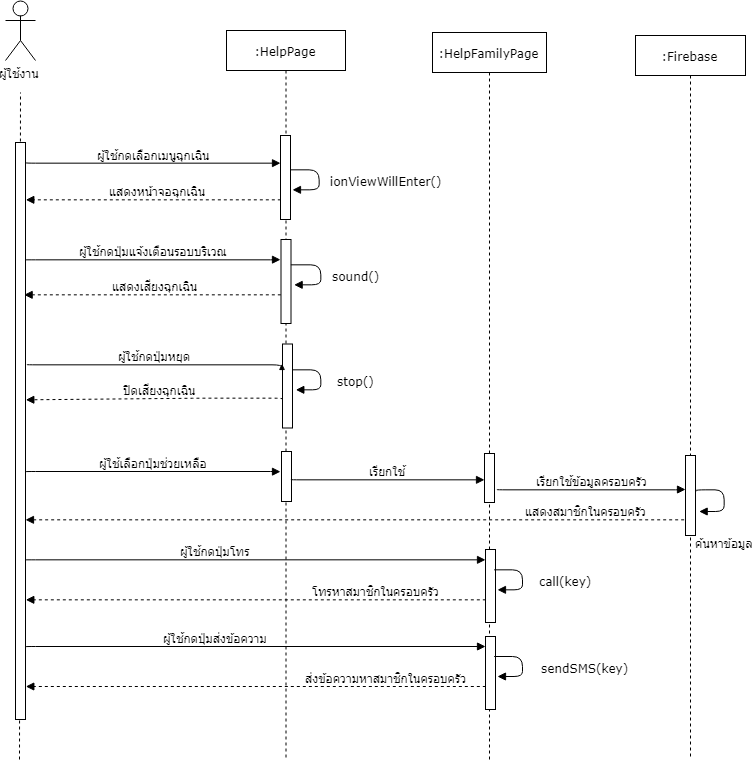 :HelpPage
:HelpFamilyPage
:Firebase
ผู้ใช้งาน
ผู้ใช้กดเลือกเมนูฉุกเฉิน
ionViewWillEnter()
แสดงหน้าจอฉุกเฉิน
ผู้ใช้กดปุ่มแจ้งเตือนรอบบริเวณ
sound()
แสดงเสียงฉุกเฉิน
ผู้ใช้กดปุ่มหยุด
stop()
ปิดเสียงฉุกเฉิน
ผู้ใช้เลือกปุ่มช่วยเหลือ
เรียกใช้
เรียกใช้ข้อมูลครอบครัว
แสดงสมาชิกในครอบครัว
ค้นหาข้อมูล
ผู้ใช้กดปุ่มโทร
call(key)
โทรหาสมาชิกในครอบครัว
ผู้ใช้กดปุ่มส่งข้อความ
sendSMS(key)
ส่งข้อความหาสมาชิกในครอบครัว